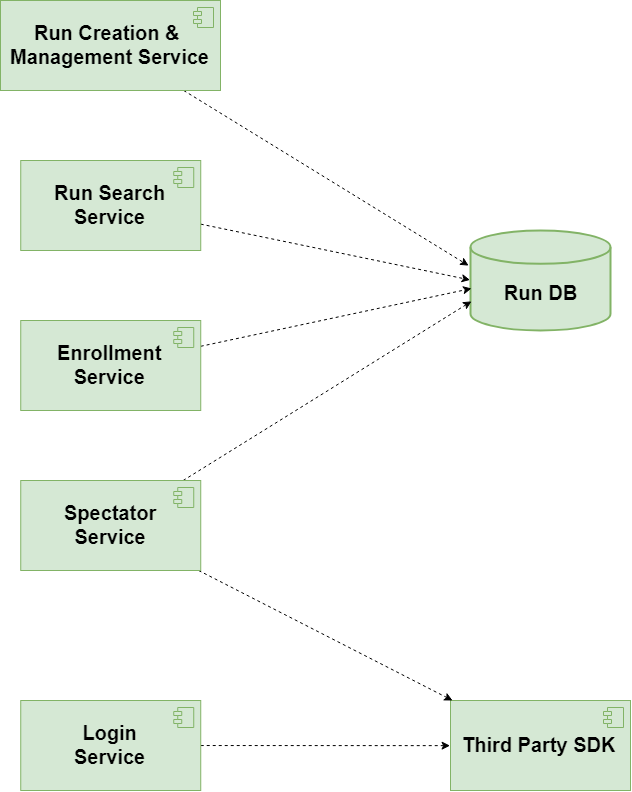 Run Creation &
Management Service
Run Search
Service
Run DB
Enrollment
Service
Spectator
Service
Login
Service
Third Party SDK